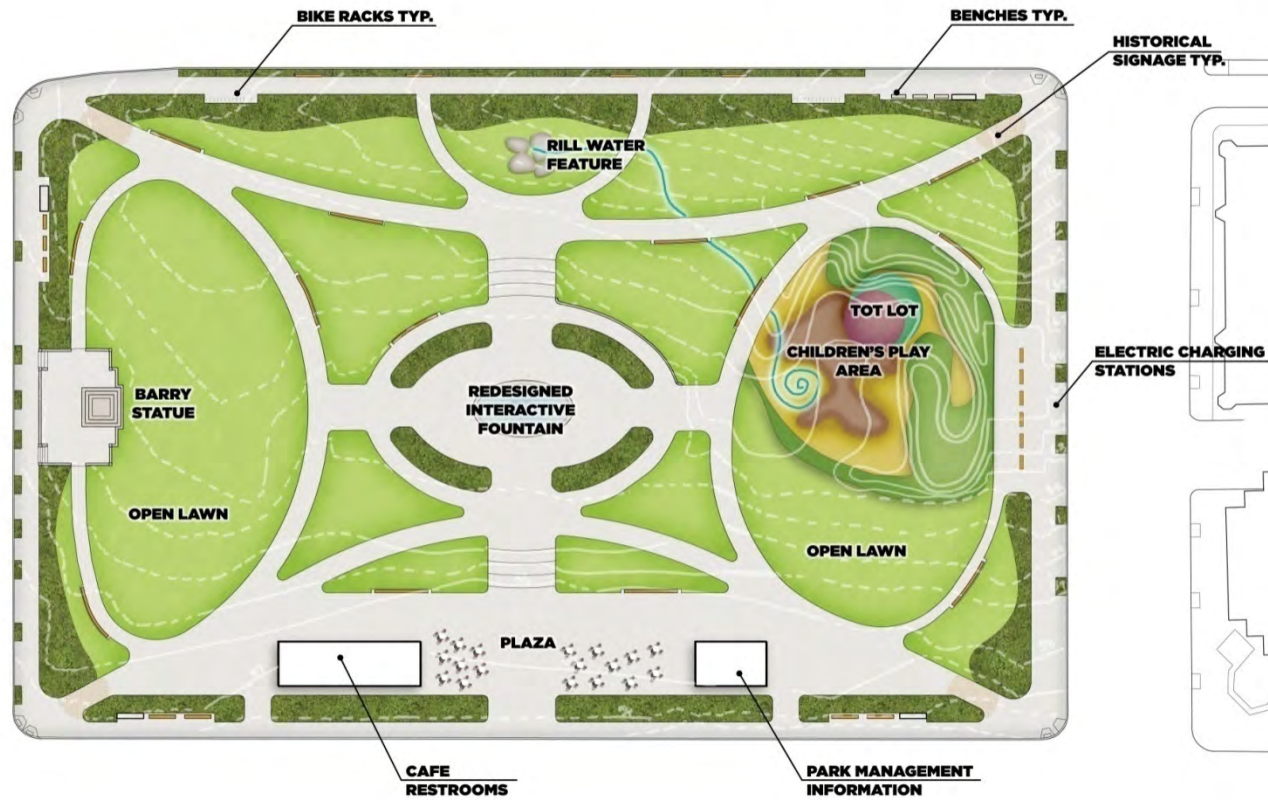 BIKE RACKS TYP.
BENCHES TYP.
HISTORICAL
SIGNAGE TYP.
RILL WATER
FEATURE
TOT LOT
CHILDREN'S PLAY
AREA
ELECTRIC CHARGING
STATIONS
BARRY
STATUE
REDESIGNED
INTERACTIVE
FOUNTAIN
OPEN LAWN
OPEN LAWN
PLAZA
CAFE
RESTROOMS
PARK MANAGEMENT
INFORMATION